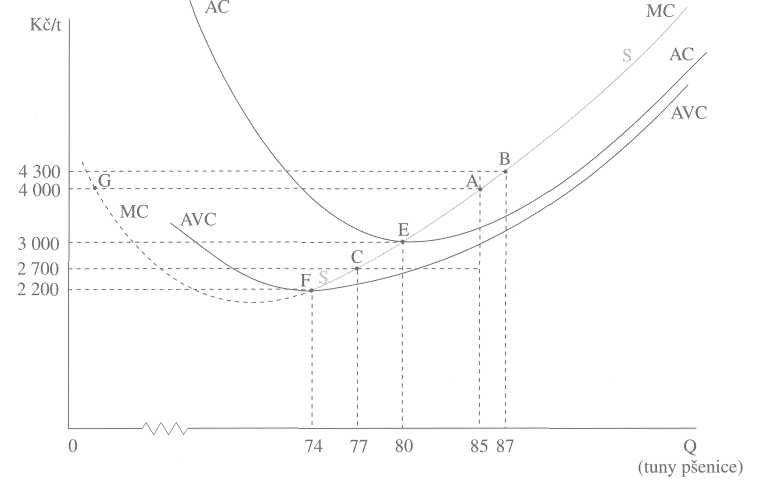 AC
MC
Kč/t
S
AC
AVC
4 300
B
4 000
G
A
MC
AVC
E
3 000
C
2 700
F
S
2 200
0
74
77
80
85
87
Q
(tuny pšenice)